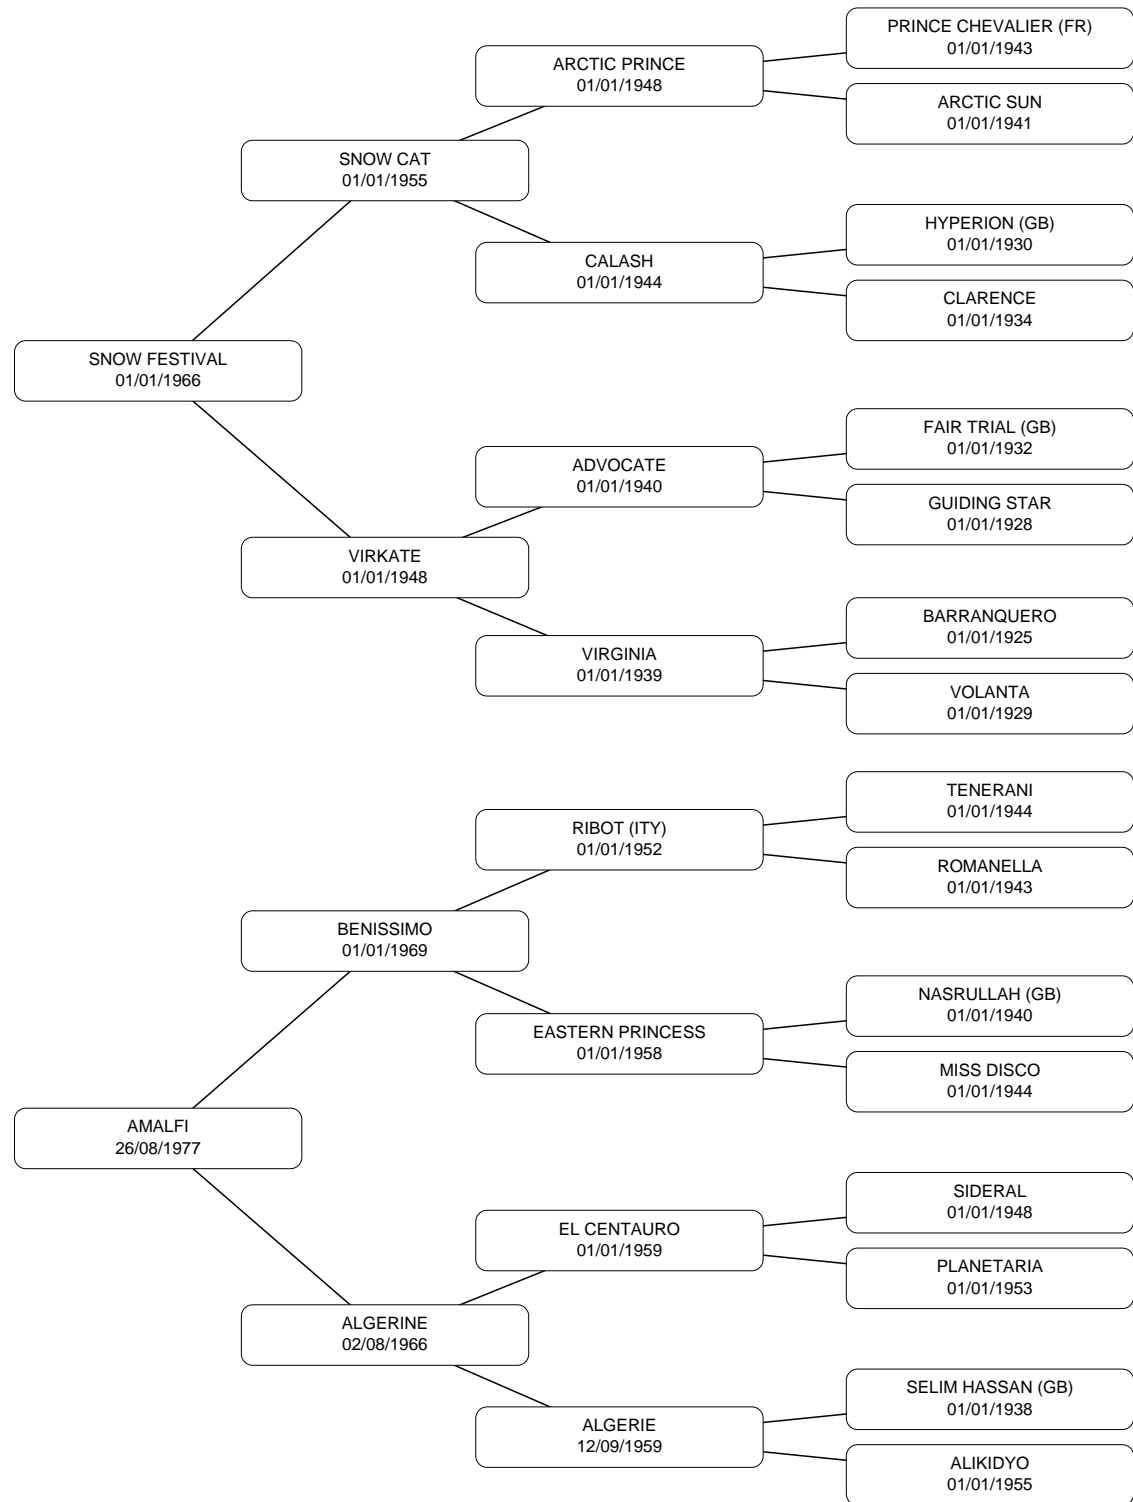 PRINCE CHEVALIER (FR)
01/01/1943
ARCTIC PRINCE
01/01/1948
ARCTIC SUN
01/01/1941
SNOW CAT
01/01/1955
HYPERION (GB)
01/01/1930
CALASH
01/01/1944
CLARENCE
01/01/1934
SNOW FESTIVAL
01/01/1966
FAIR TRIAL (GB)
01/01/1932
ADVOCATE
01/01/1940
GUIDING STAR
01/01/1928
VIRKATE
01/01/1948
BARRANQUERO
01/01/1925
VIRGINIA
01/01/1939
VOLANTA
01/01/1929
TENERANI
01/01/1944
RIBOT (ITY)
01/01/1952
ROMANELLA
01/01/1943
BENISSIMO
01/01/1969
NASRULLAH (GB)
01/01/1940
EASTERN PRINCESS
01/01/1958
MISS DISCO
01/01/1944
AMALFI
26/08/1977
SIDERAL
01/01/1948
EL CENTAURO
01/01/1959
PLANETARIA
01/01/1953
ALGERINE
02/08/1966
SELIM HASSAN (GB)
01/01/1938
ALGERIE
12/09/1959
ALIKIDYO
01/01/1955